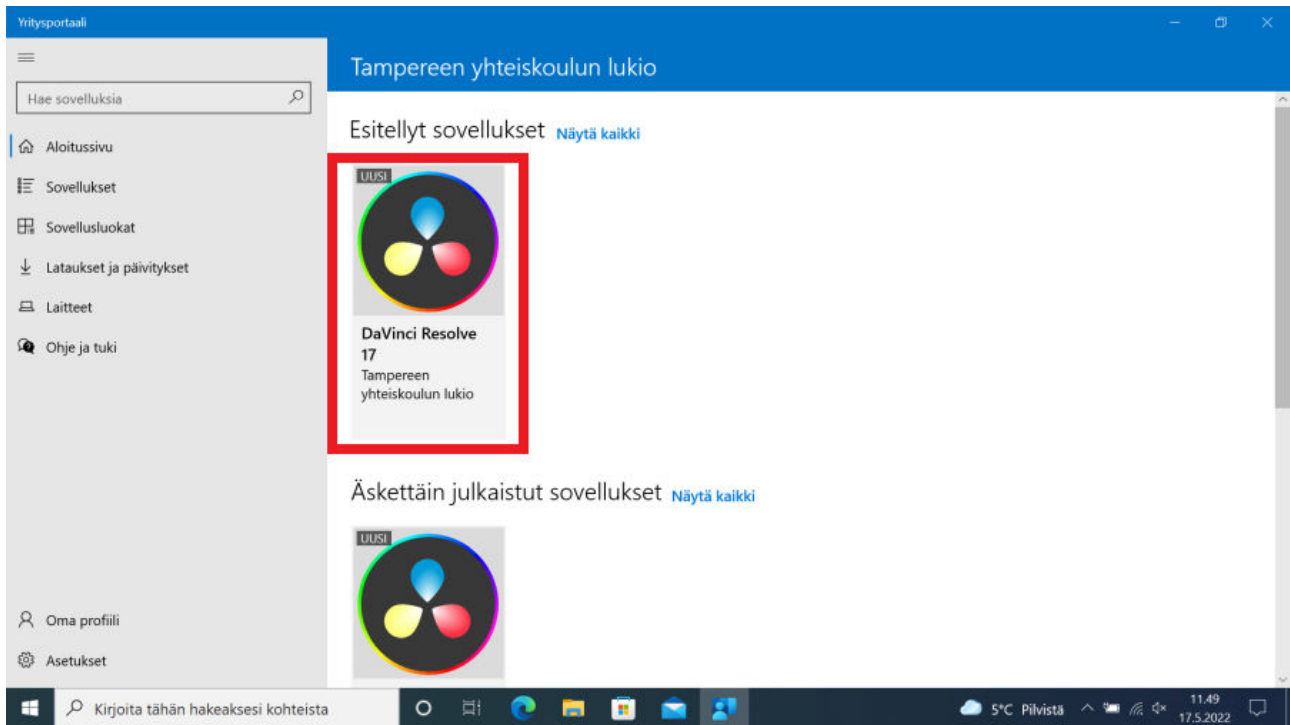 Yritysportaali
Tampereen yhteiskoulun lukio
Hae sovelluksia
Aloitussivu
Sovellukset
Sovellusluokat
Lataukset ja päivitykset
Laitteet
Ohje ja tuki
Oma profiili
Asetukset
Esitellyt sovellukset Näytä kaikki
UUSI
DaVinci Resolve
17
Tampereen
yhteiskoulun lukio
Äskettäin julkaistut sovellukset Näytä kaikki
UUSI
Kirjoita tähän hakeaksesi kohteista
5°C Pilvistä
11.49
17.5.2022